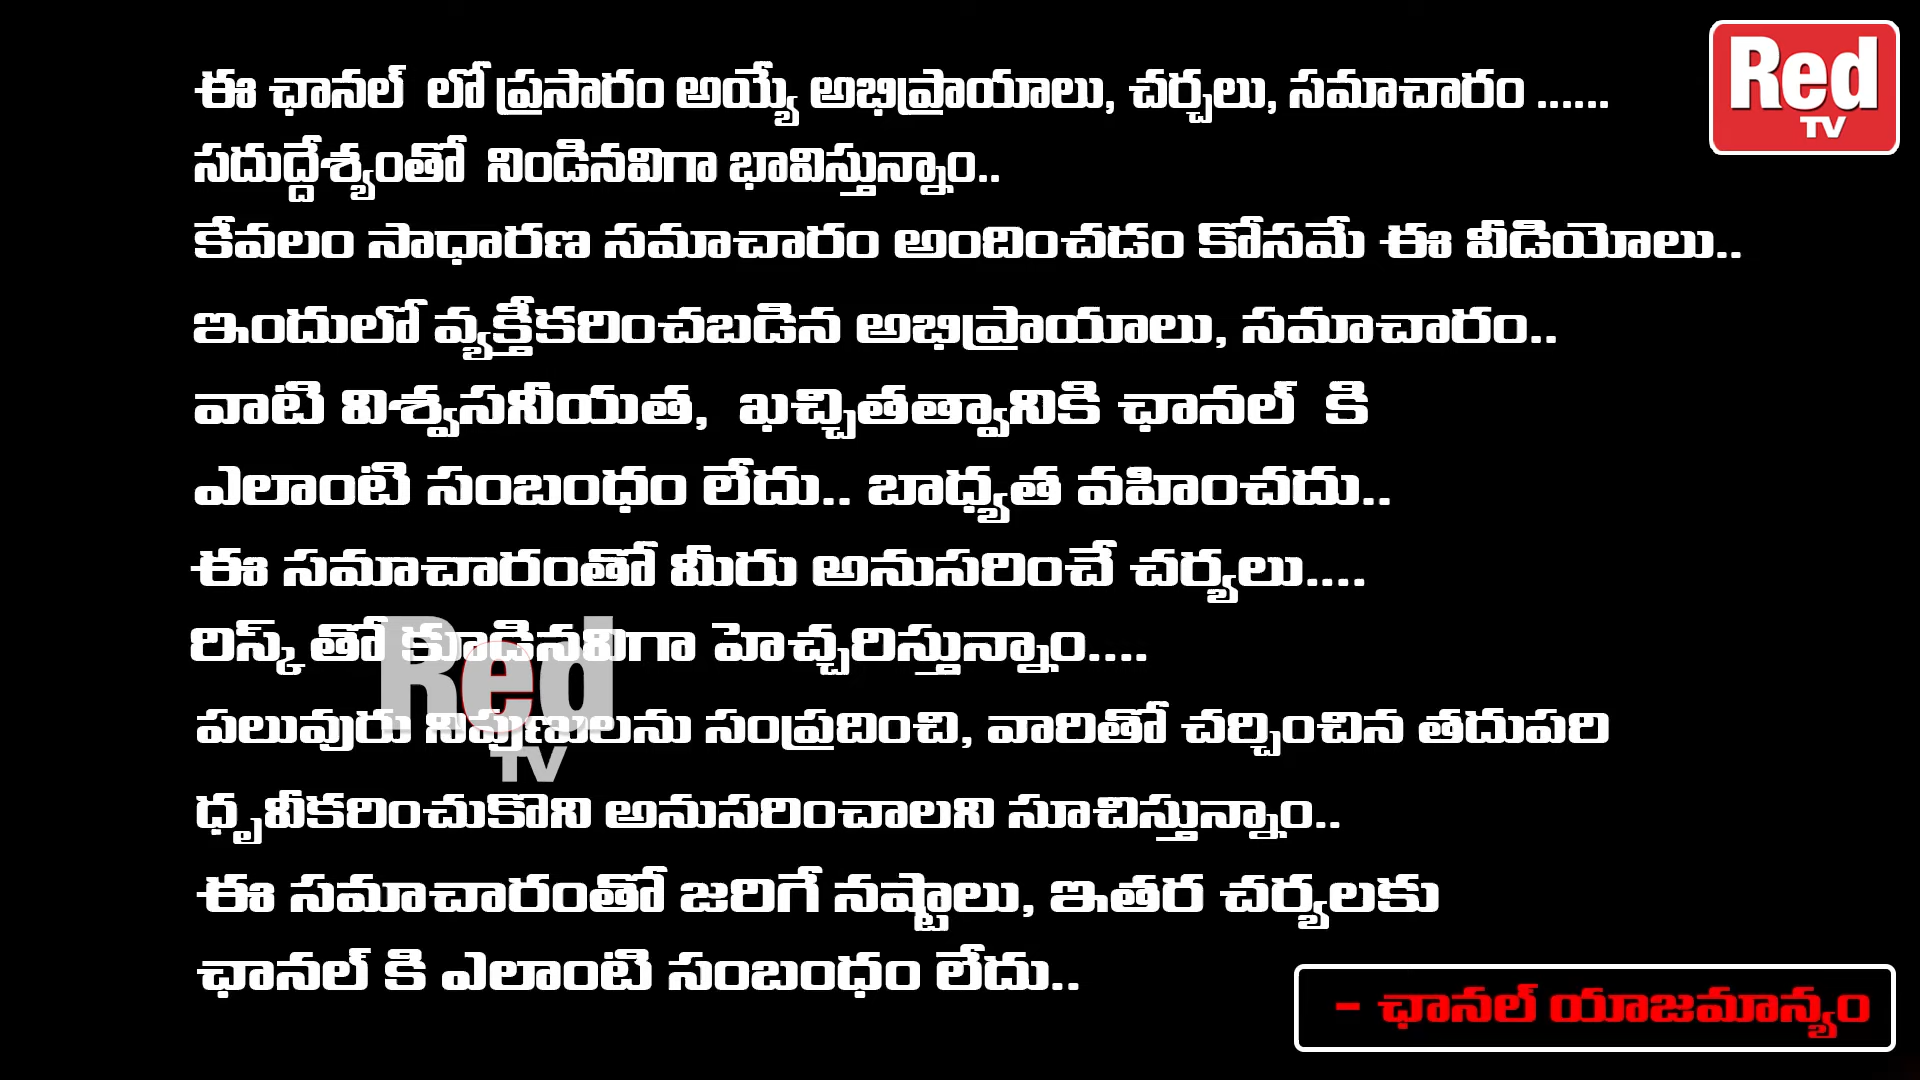 Red
TV
ఈ ఛానల్ లో ప్రసారం అయ్యే అభిప్రాయాలు, చర్చలు, సమాచారం ......
సదుద్దేశ్యంతో నిండినవిగా భావిస్తున్నాం..
కేవలం సాధారణ సమాచారం అందించడం కోసమే ఈ వీడియోలు..
ఇందులో వ్యక్తీకరించబడిన అభిప్రాయాలు, సమాచారం..
వాటి విశ్వసనీయత, ఖచ్చితత్వానికి ఛానల్ కి
ఎలాంటి సంబంధం లేదు.. బాధ్యత వహించదు..
ఈ సమాచారంతో మీరు అనుసరించే చర్యలు....
రిస్క్ తో కూడినవిగా హెచ్చరిస్తున్నాం....
Red
పలువురు నిపుణులను సంప్రదించి, వారితో చర్చించిన తదుపరి
TV
ధృవీకరించుకొని అనుసరించాలని సూచిస్తున్నాం..
ఈ సమాచారంతో జరిగే నష్టాలు, ఇతర చర్యలకు
ఛానల్ కి ఎలాంటి సంబంధం లేదు..
- ఛానల్ యాజమాన్యం